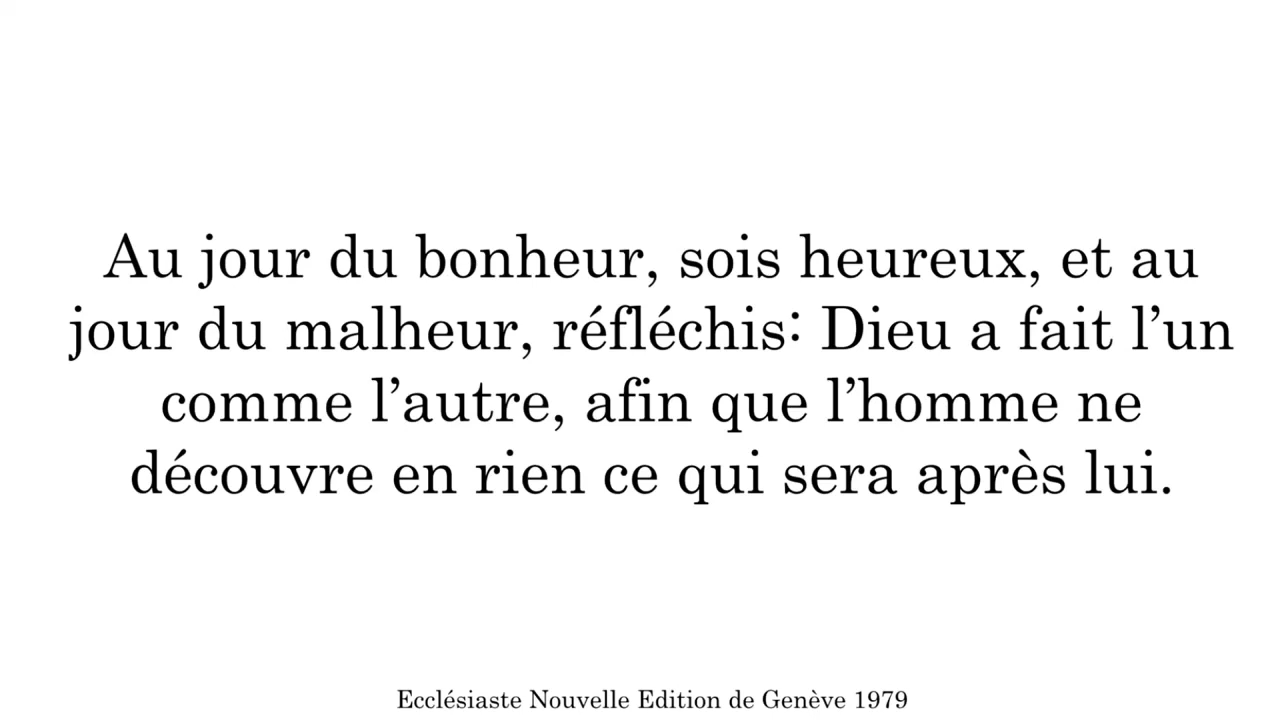 Au jour du bonheur, sois heureux, et au
jour du malheur, réfléchis: Dieu a fait l’un
comme l’autre, afin que l’homme ne
découvre en rien ce qui sera après lui.
Ecclésiaste Nouvelle Edition de Genève 1979